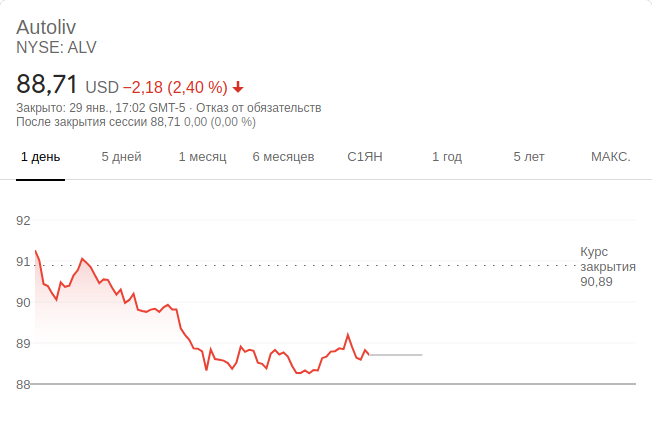 Autoliv
NYSE: ALV
88,71 USD −2,18 (2,40 %)
Закрыто: 29 янв., 17:02 GMT-5 · Отказ от обязательств
После закрытия сессии 88,71 0,00 (0,00 %)
1 день 5 дней 1 месяц 6 месяцев С1ЯН 1 год 5 лет МАКС.
92
91
90
89
88
Курс
закрытия
90,89